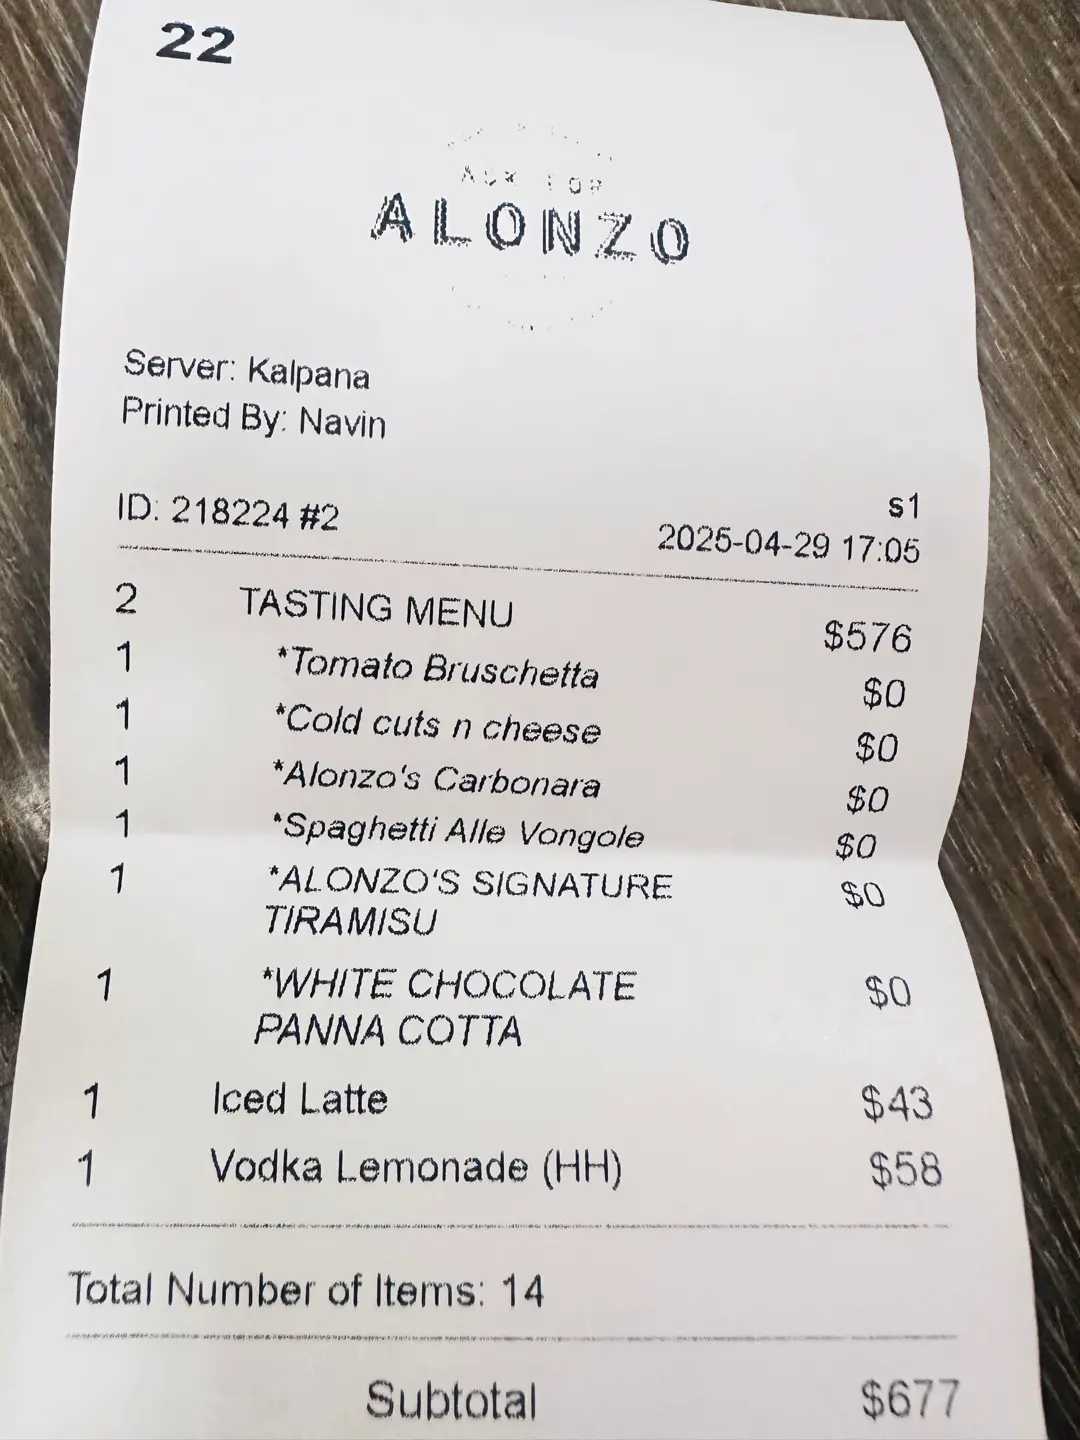 22
ASK FOR
ALONZO
Server: Kalpana
Printed By: Navin
ID: 218224 #2
s1
2025-04-29 17:05
2 TASTING MENU $576
1 *Tomato Bruschetta $0
1 *Cold cuts n cheese $0
1 *Alonzo's Carbonara $0
1 *Spaghetti Alle Vongole $0
1 *ALONZO'S SIGNATURE $0
TIRAMISU
1 *WHITE CHOCOLATE $0
PANNA COTTA
1 Iced Latte $43
1 Vodka Lemonade (HH) $58
Total Number of Items: 14
Subtotal $677